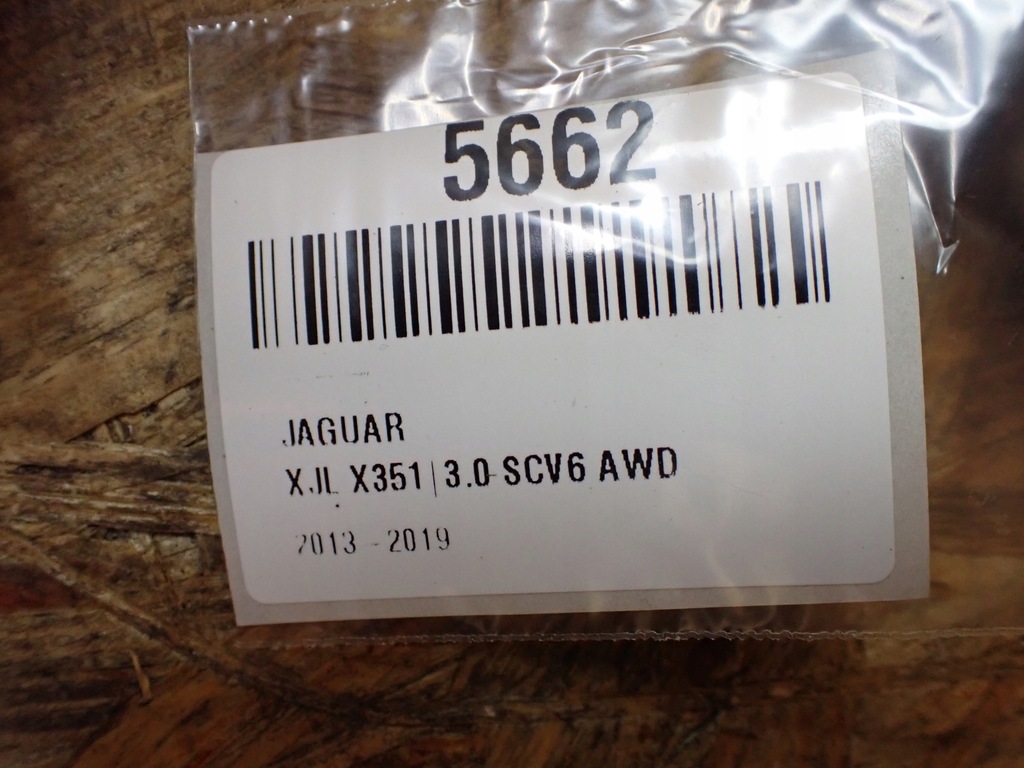 5662
JAGUAR
XJL X351 | 3.0 SCV6 AWD
2013 - 2019